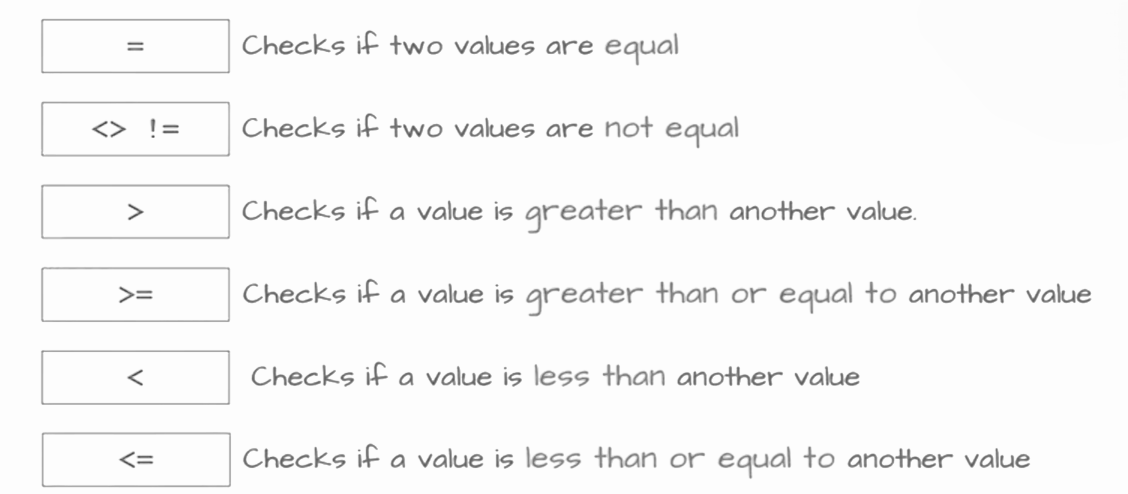 = Checks if two values are equal
<> != Checks if two values are not equal
> Checks if a value is greater than another value.
>= Checks if a value is greater than or equal to another value
< Checks if a value is less than another value
<= Checks if a value is less than or equal to another value